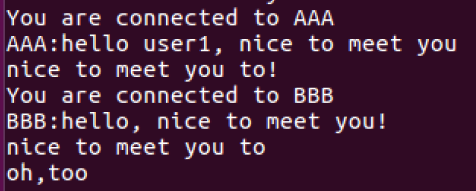 You are connected to AAA
AAA:hello user1, nice to meet you
nice to meet you to!
You are connected to BBB
BBB:hello, nice to meet you!
nice to meet you to
oh,too